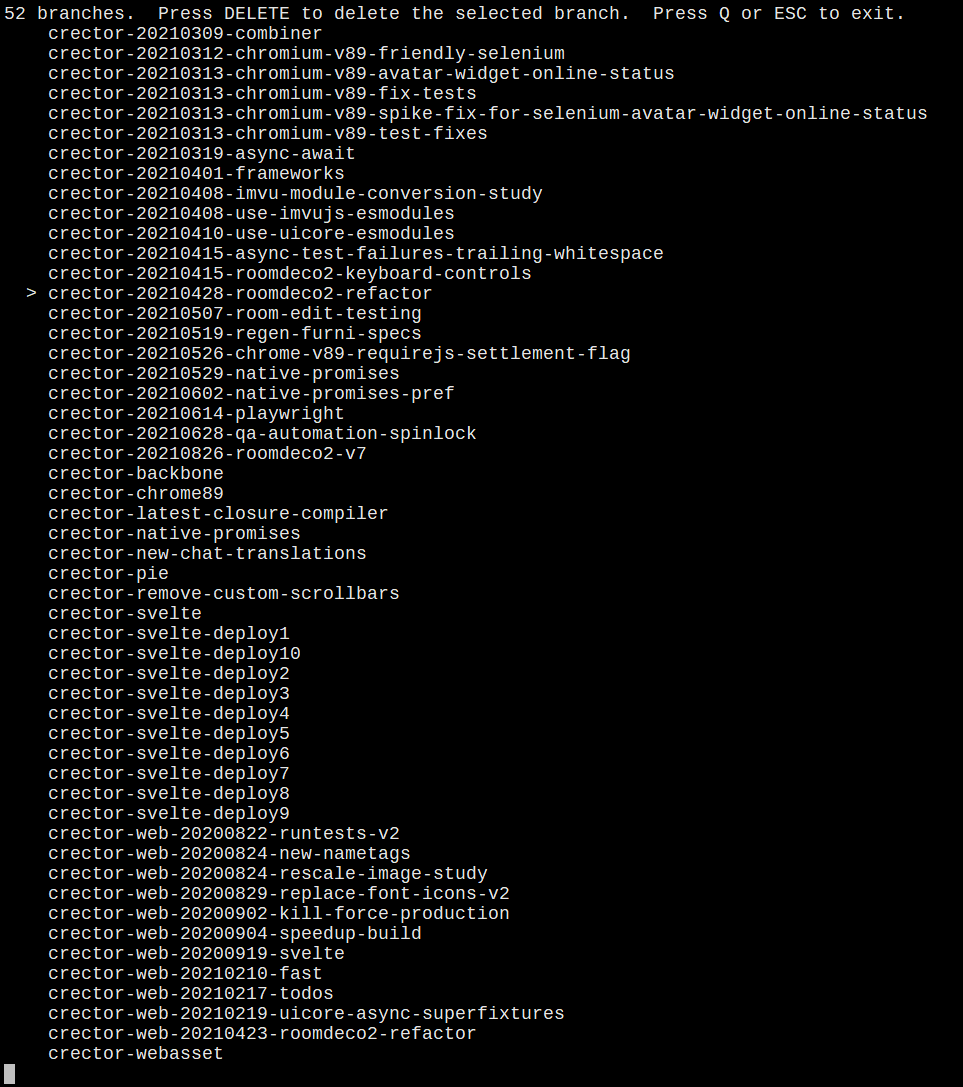 52 branches.  Press DELETE to delete the selected branch.  Press Q or ESC to exit.
crector-20210309-combiner
crector-20210312-chromium-v89-friendly-selenium
crector-20210313-chromium-v89-avatar-widget-online-status
crector-20210313-chromium-v89-fix-tests
crector-20210313-chromium-v89-spike-fix-for-selenium-avatar-widget-online-status
crector-20210313-chromium-v89-test-fixes
crector-20210319-async-await
crector-20210401-frameworks
crector-20210408-imvu-module-conversion-study
crector-20210408-use-imvujs-esmodules
crector-20210410-use-uicore-esmodules
crector-20210415-async-test-failures-trailing-whitespace
crector-20210415-roomdeco2-keyboard-controls
> crector-20210428-roomdeco2-refactor
crector-20210507-room-edit-testing
crector-20210519-regen-furni-specs
crector-20210526-chrome-v89-requirejs-settlement-flag
crector-20210529-native-promises
crector-20210602-native-promises-pref
crector-20210614-playwright
crector-20210628-qa-automation-spinlock
crector-20210826-roomdeco2-v7
crector-backbone
crector-chrome89
crector-latest-closure-compiler
crector-native-promises
crector-new-chat-translations
crector-pie
crector-remove-custom-scrollbars
crector-svelte
crector-svelte-deploy1
crector-svelte-deploy10
crector-svelte-deploy2
crector-svelte-deploy3
crector-svelte-deploy4
crector-svelte-deploy5
crector-svelte-deploy6
crector-svelte-deploy7
crector-svelte-deploy8
crector-svelte-deploy9
crector-web-20200822-runtests-v2
crector-web-20200824-new-nametags
crector-web-20200824-rescale-image-study
crector-web-20200829-replace-font-icons-v2
crector-web-20200902-kill-force-production
crector-web-20200904-speedup-build
crector-web-20200919-svelte
crector-web-20210210-fast
crector-web-20210217-todos
crector-web-20210219-uicore-async-superfixtures
crector-web-20210423-roomdeco2-refactor
crector-webasset